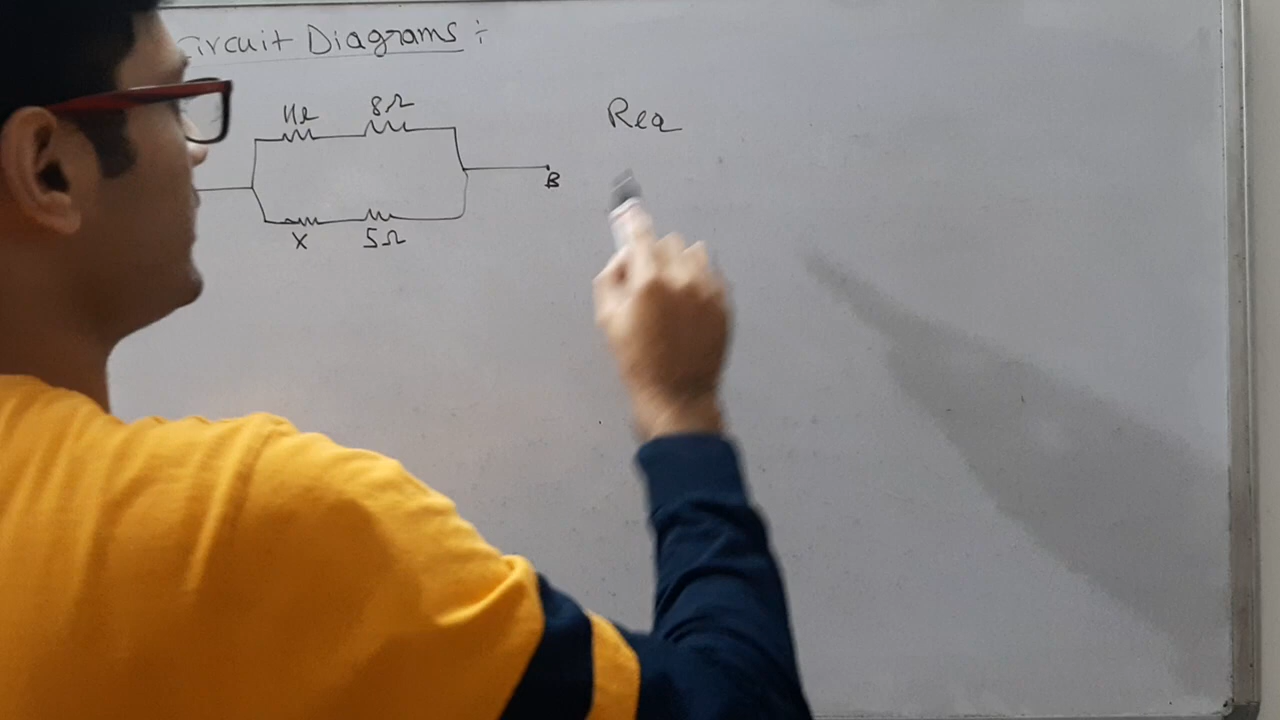 ircuit Diagrams :
8Ω
Req
B
X 5Ω